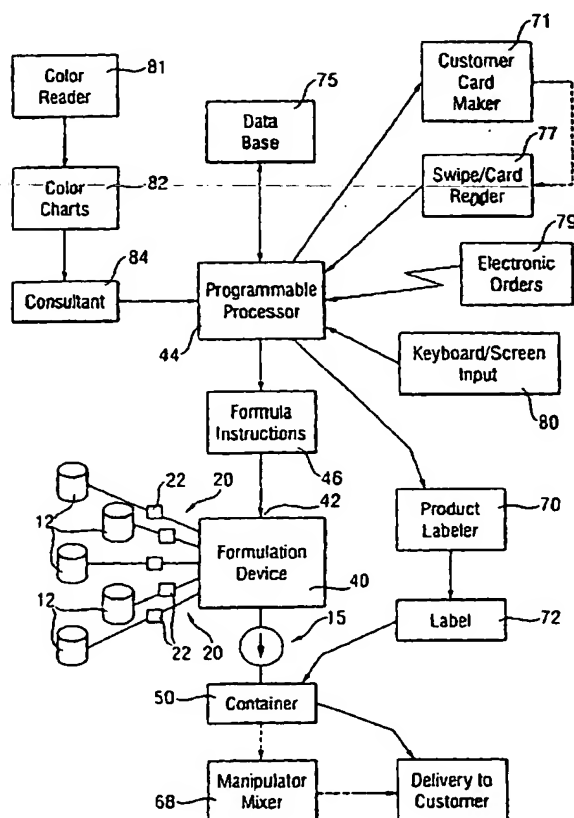 71
81
Color
Reader
75
Customer
Card
Maker
Data
Base
77
Color
Charts
82
Swipe/Card
Reader
79
84
Electronic
Orders
Consultant
Programmable
Processor
44
Keyboard/Screen
Input
80
Formula
Instructions
46
22
20
42
12
Formulation
Device
40
Product
Labeler
70
12
15
22
20
Label
72
50
Container
68
Manipulator
Mixer
Delivery to
Customer